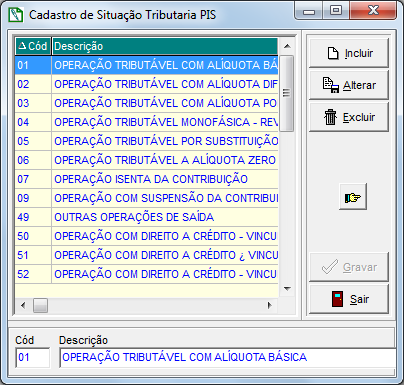 Cadastro de Situação Tributaria PIS
Δ Cód Descrição
01 OPERAÇÃO TRIBUTÁVEL COM ALÍQUOTA BÁ
02 OPERAÇÃO TRIBUTÁVEL COM ALÍQUOTA DIF
03 OPERAÇÃO TRIBUTÁVEL COM ALÍQUOTA PO
04 OPERAÇÃO TRIBUTÁVEL MONOFÁSICA - REV
05 OPERAÇÃO TRIBUTÁVEL POR SUBSTITUIÇÃO
06 OPERAÇÃO TRIBUTÁVEL A ALÍQUOTA ZERO
07 OPERAÇÃO ISENTA DA CONTRIBUIÇÃO
09 OPERAÇÃO COM SUSPENSÃO DA CONTRIBUI
49 OUTRAS OPERAÇÕES DE SAÍDA
50 OPERAÇÃO COM DIREITO A CRÉDITO - VINCU
51 OPERAÇÃO COM DIREITO A CRÉDITO ¿ VINCU
52 OPERAÇÃO COM DIREITO A CRÉDITO - VINCU
Incluir
Alterar
Excluir
Gravar
Sair
Cód Descrição
01 OPERAÇÃO TRIBUTÁVEL COM ALÍQUOTA BÁSICA